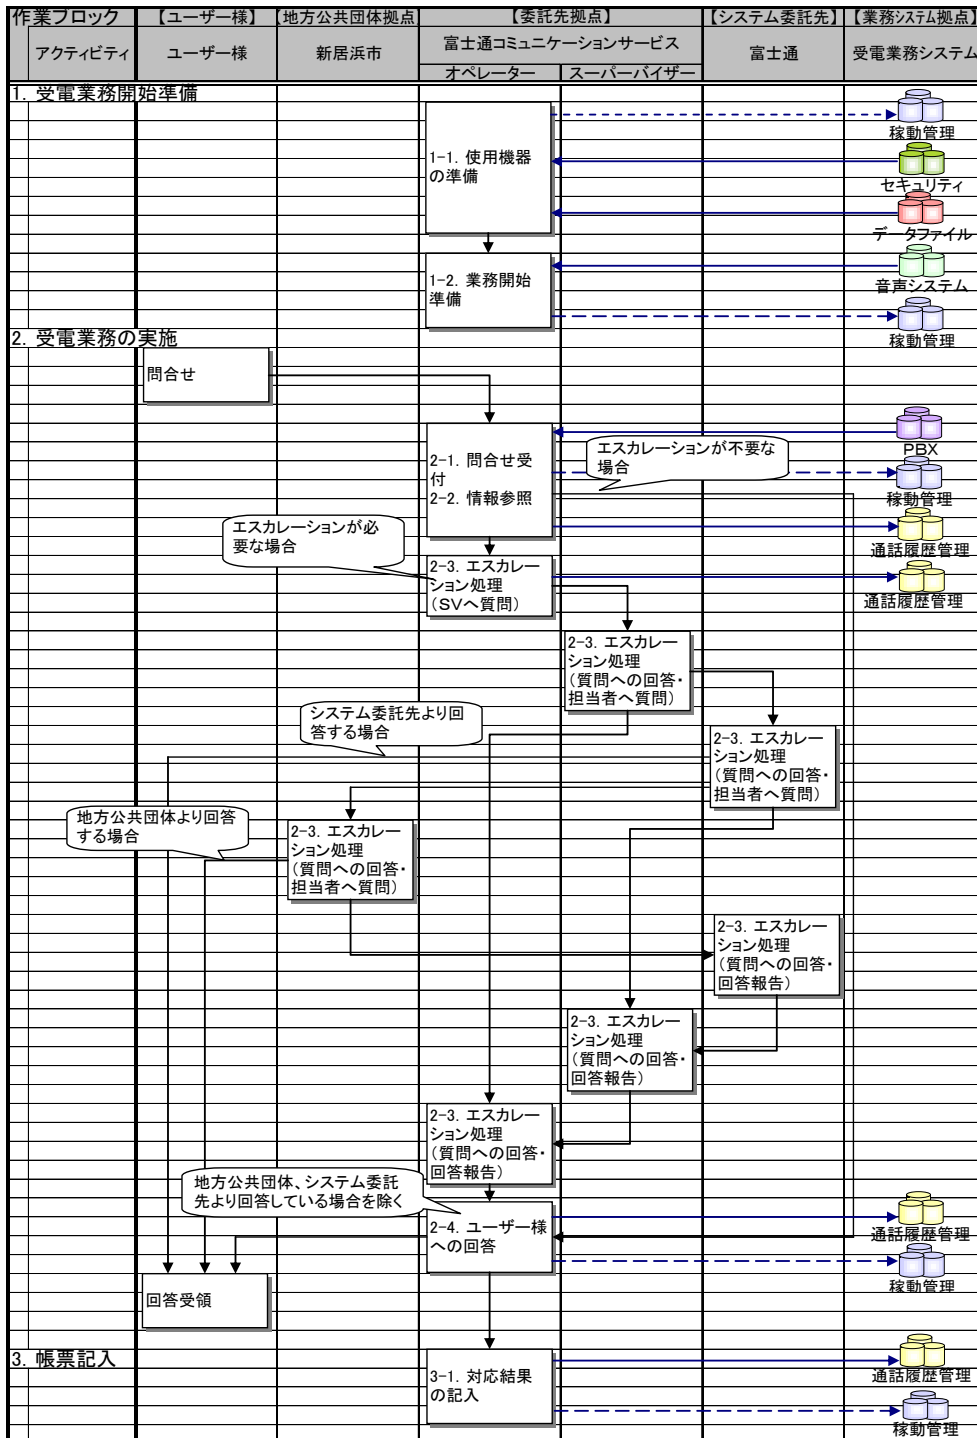 作業ブロック
【ユーザー様】
【地方公共団体拠点】
【委託先拠点】
【システム委託先】
【業務システム拠点】
アクティビティ
ユーザー様
新居浜市
富士通コミュニケーションサービス
富士通
受電業務システム
オペレーター
スーパーバイザー
1. 受電業務開始準備
稼動管理
1-1. 使用機器
の準備
セキュリティ
データファイル
1-2. 業務開始
準備
音声システム
稼動管理
2. 受電業務の実施
問合せ
PBX
2-1. 問合せ受
付
2-2. 情報参照
エスカレーションが不要な
場合
稼動管理
エスカレーションが必
要な場合
通話履歴管理
2-3. エスカレー
ション処理
(SVへ質問)
通話履歴管理
2-3. エスカレー
ション処理
(質問への回答・
担当者へ質問)
システム委託先より回
答する場合
2-3. エスカレー
ション処理
(質問への回答・
担当者へ質問)
地方公共団体より回答
する場合
2-3. エスカレー
ション処理
(質問への回答・
担当者へ質問)
2-3. エスカレー
ション処理
(質問への回答・
回答報告)
2-3. エスカレー
ション処理
(質問への回答・
回答報告)
2-3. エスカレー
ション処理
(質問への回答・
回答報告)
地方公共団体、システム委託
先より回答している場合を除く
2-4. ユーザー様
への回答
通話履歴管理
稼動管理
回答受領
3. 帳票記入
3-1. 対応結果
の記入
通話履歴管理
稼動管理